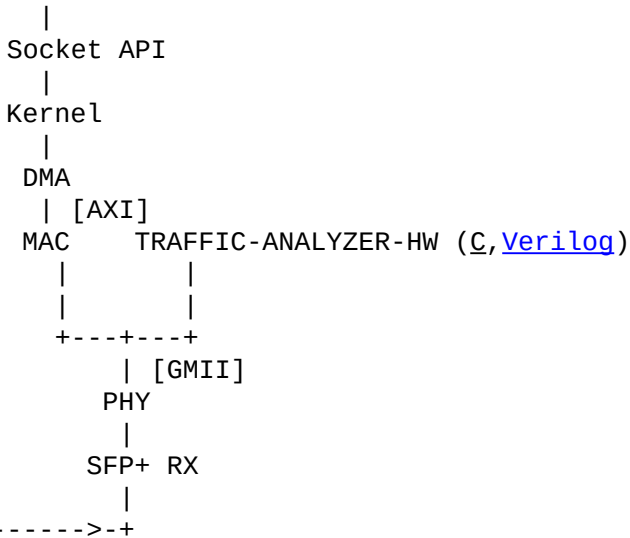 |
Socket API
|
Kernel
|
DMA
| [AXI]
MAC TRAFFIC-ANALYZER-HW (C,Verilog)
| |
| |
+---+---+
| [GMII]
PHY
|
SFP+ RX
|
------>-+